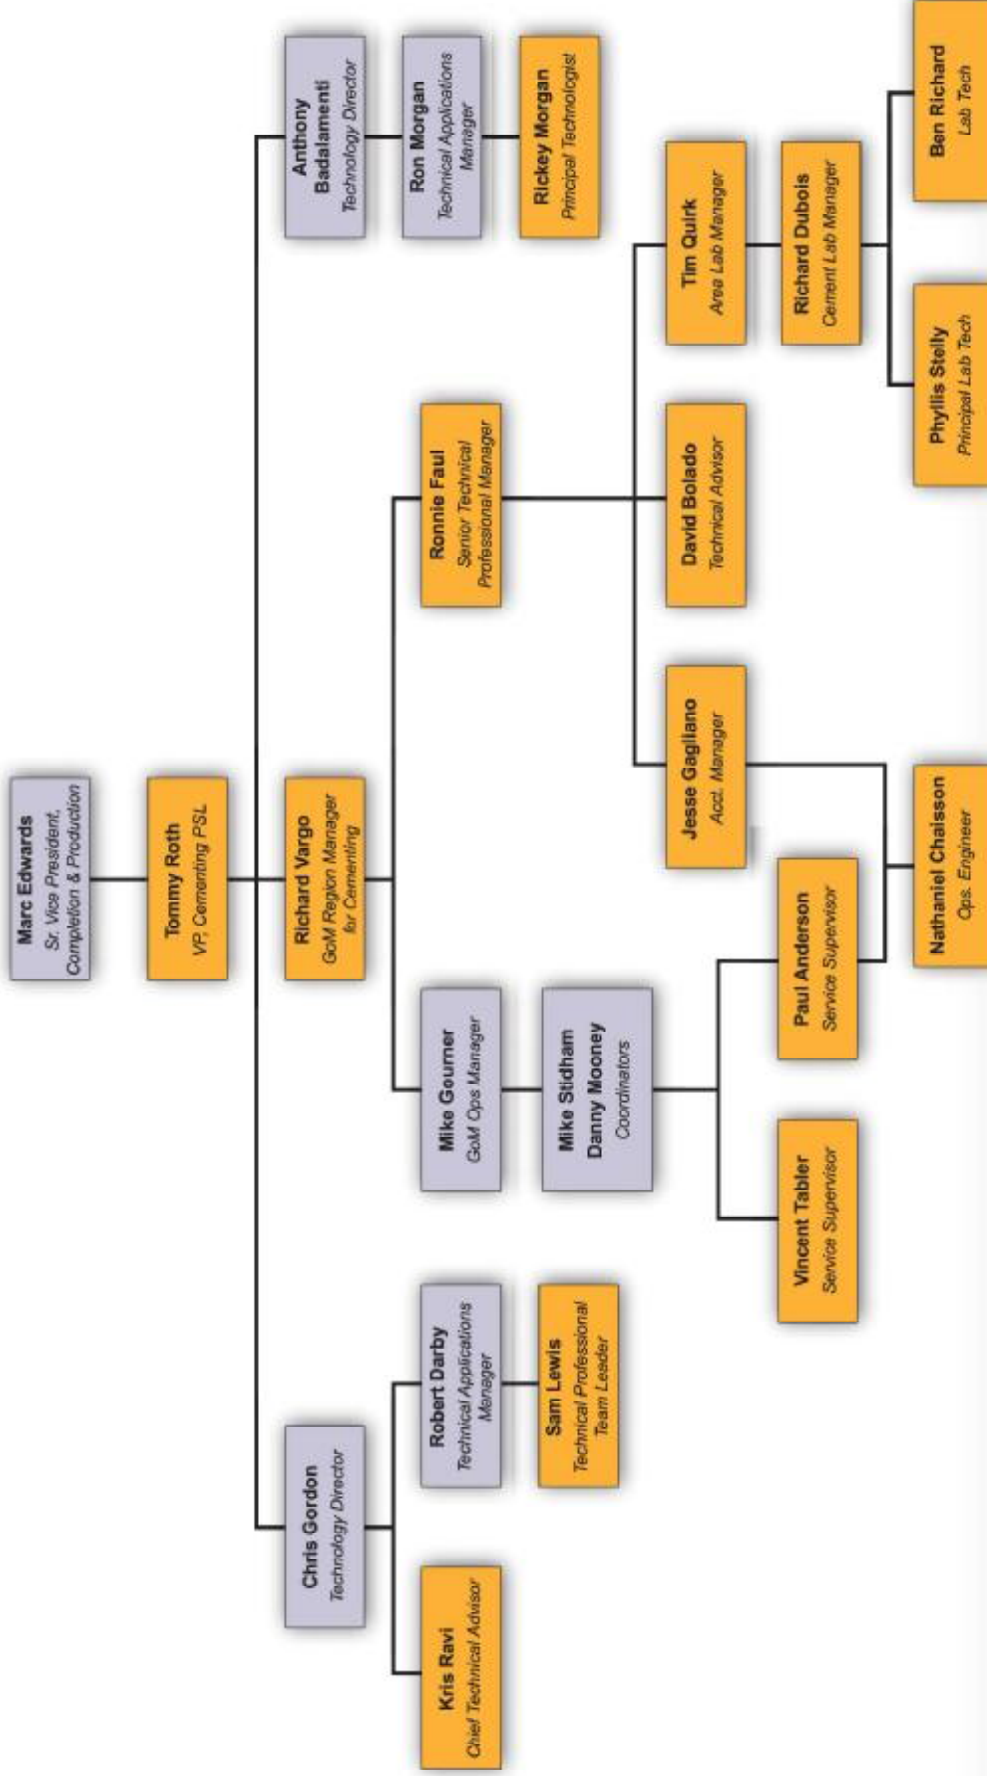 Marc Edwards
Sr. Vice President,
Completion & Production
Tommy Roth
VP, Cementing PSL
Chris Gordon
Technology Director
Richard Vargo
GoM Region Manager
for Cementing
Anthony
Badalamenti
Technology Director
Kris Ravi
Chief Technical Advisor
Robert Darby
Technical Applications
Manager
Mike Gourner
GoM Ops Manager
Ronnie Faul
Senior Technical
Professional Manager
Ron Morgan
Technical Applications
Manager
Sam Lewis
Technical Professional
Team Leader
Mike Stidham
Danny Mooney
Coordinators
Rickey Morgan
Principal Technologist
Jesse Gagliano
Acct. Manager
David Bolado
Technical Advisor
Tim Quirk
Area Lab Manager
Vincent Tabler
Service Supervisor
Paul Anderson
Service Supervisor
Richard Dubois
Cement Lab Manager
Nathaniel Chaisson
Ops. Engineer
Phyllis Stelly
Principal Lab Tech
Ben Richard
Lab Tech